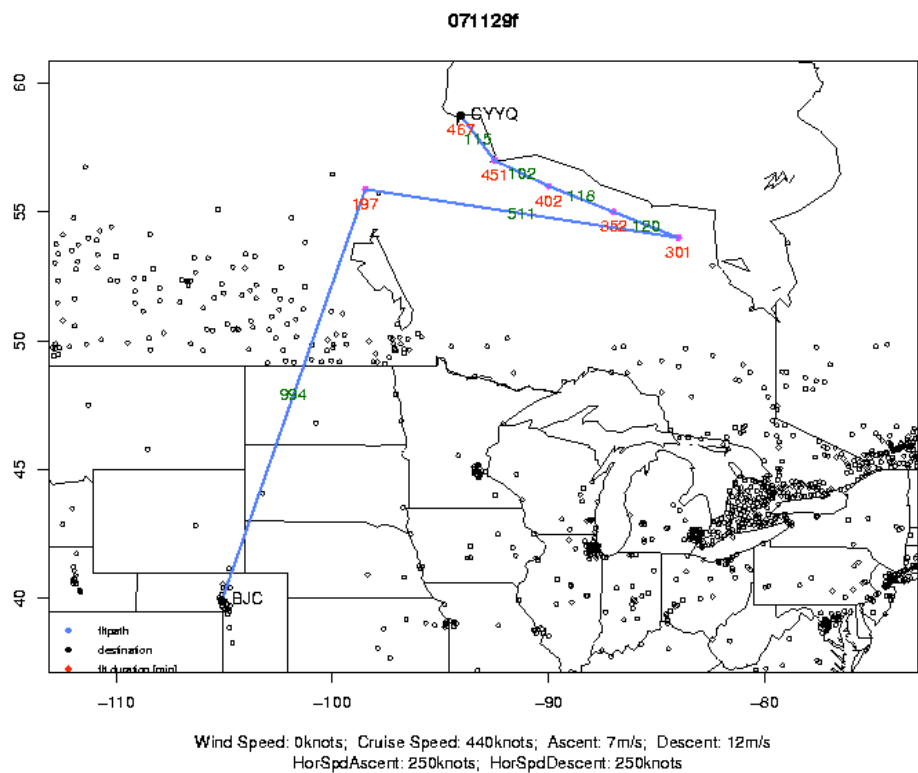 071129f
60
CYYQ
467
115
451
102
402
116
352
120
301
55
197
511
50
994
45
40
BJC
fltpath
destination
flt duration [min]
−110
−100
−90
−80
Wind Speed: 0knots; Cruise Speed: 440knots; Ascent: 7m/s; Descent: 12m/s
HorSpdAscent: 250knots; HorSpdDescent: 250knots